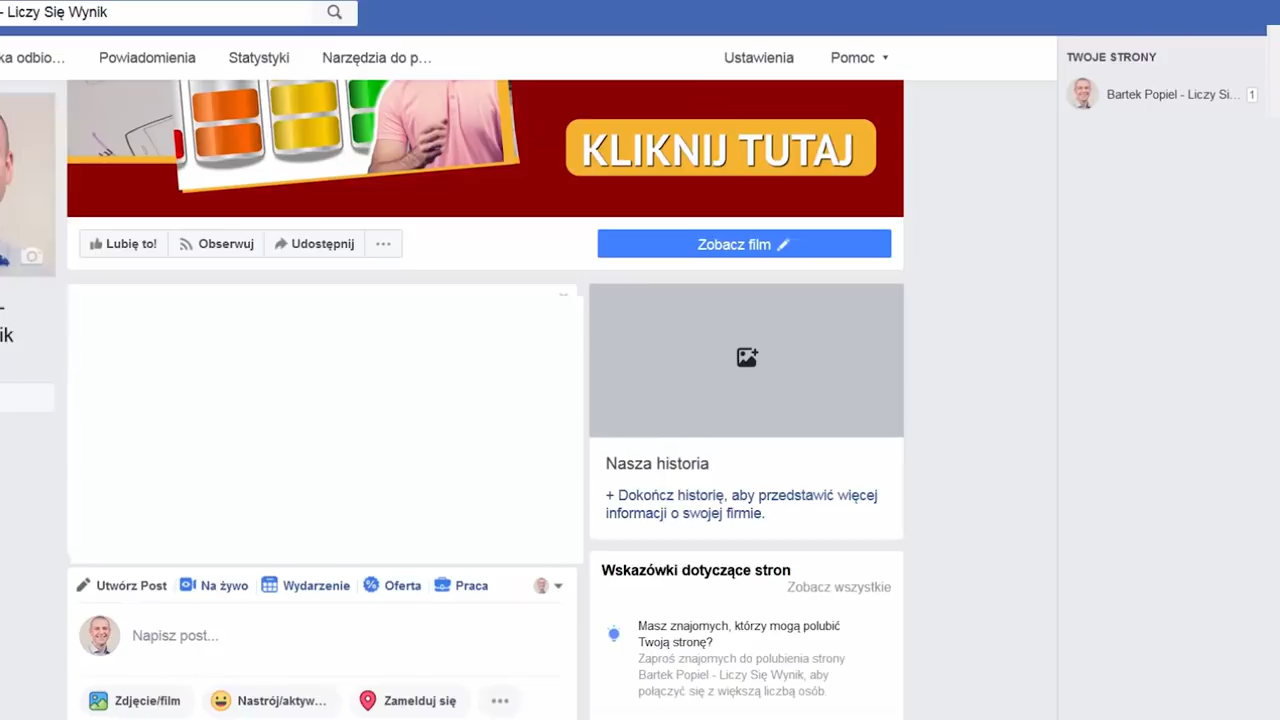 - Liczy Się Wynik
ka odbio... Powiadomienia Statystyki Narzędzia do p... Ustawienia Pomoc
TWOJE STRONY
Bartek Popiel - Liczy Si... 1
KLIKNIJ TUTAJ
Lubię to! Obserwuj Udostępnij ...
Zobacz film
-
ik
Nasza historia
+ Dokończ historię, aby przedstawić więcej
informacji o swojej firmie.
Utwórz Post Na żywo Wydarzenie Oferta Praca
Napisz post...
Zdjęcie/film Nastrój/aktyw... Zamelduj się ...
Wskazówki dotyczące stron
Zobacz wszystkie
Masz znajomych, którzy mogą polubić
Twoją stronę?
Zaproś znajomych do polubienia strony
Bartek Popiel - Liczy Się Wynik, aby
połączyć się z większą liczbą osób.